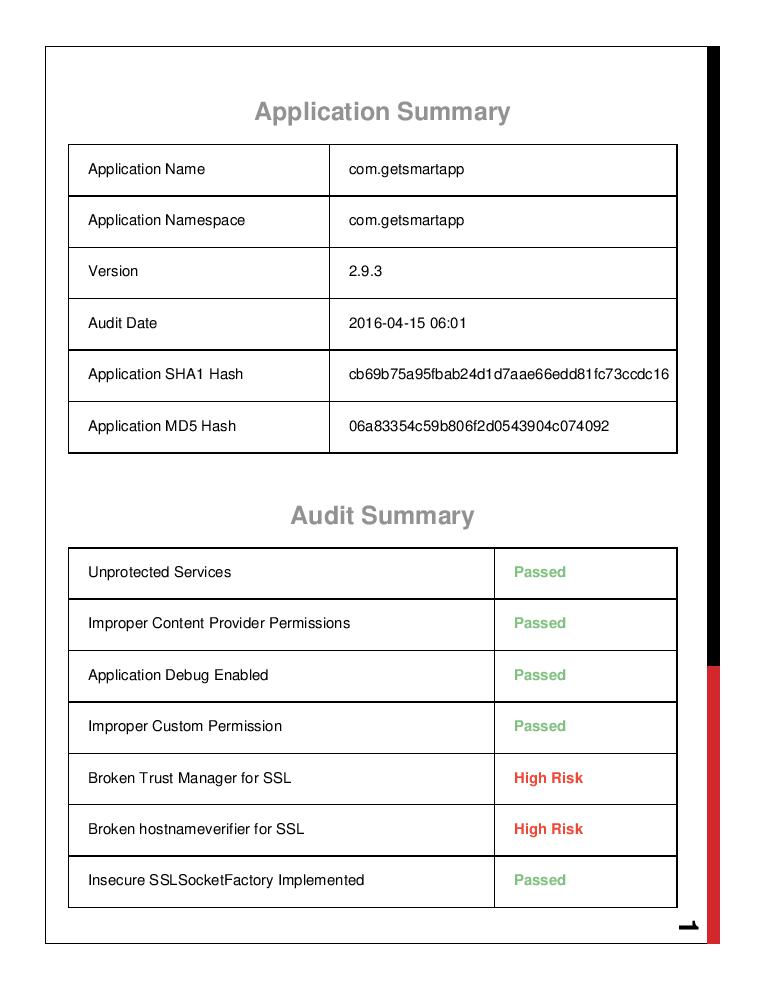 Application Summary
Application Name com.getsmartapp
Application Namespace com.getsmartapp
Version 2.9.3
Audit Date 2016-04-15 06:01
Application SHA1 Hash cb69b75a95fbab24d1d7aae66edd81fc73ccdc16
Application MD5 Hash 06a83354c59b806f2d0543904c074092
Audit Summary
Unprotected Services Passed
Improper Content Provider Permissions Passed
Application Debug Enabled Passed
Improper Custom Permission Passed
Broken Trust Manager for SSL High Risk
Broken hostnameverifier for SSL High Risk
Insecure SSLSocketFactory Implemented Passed
1